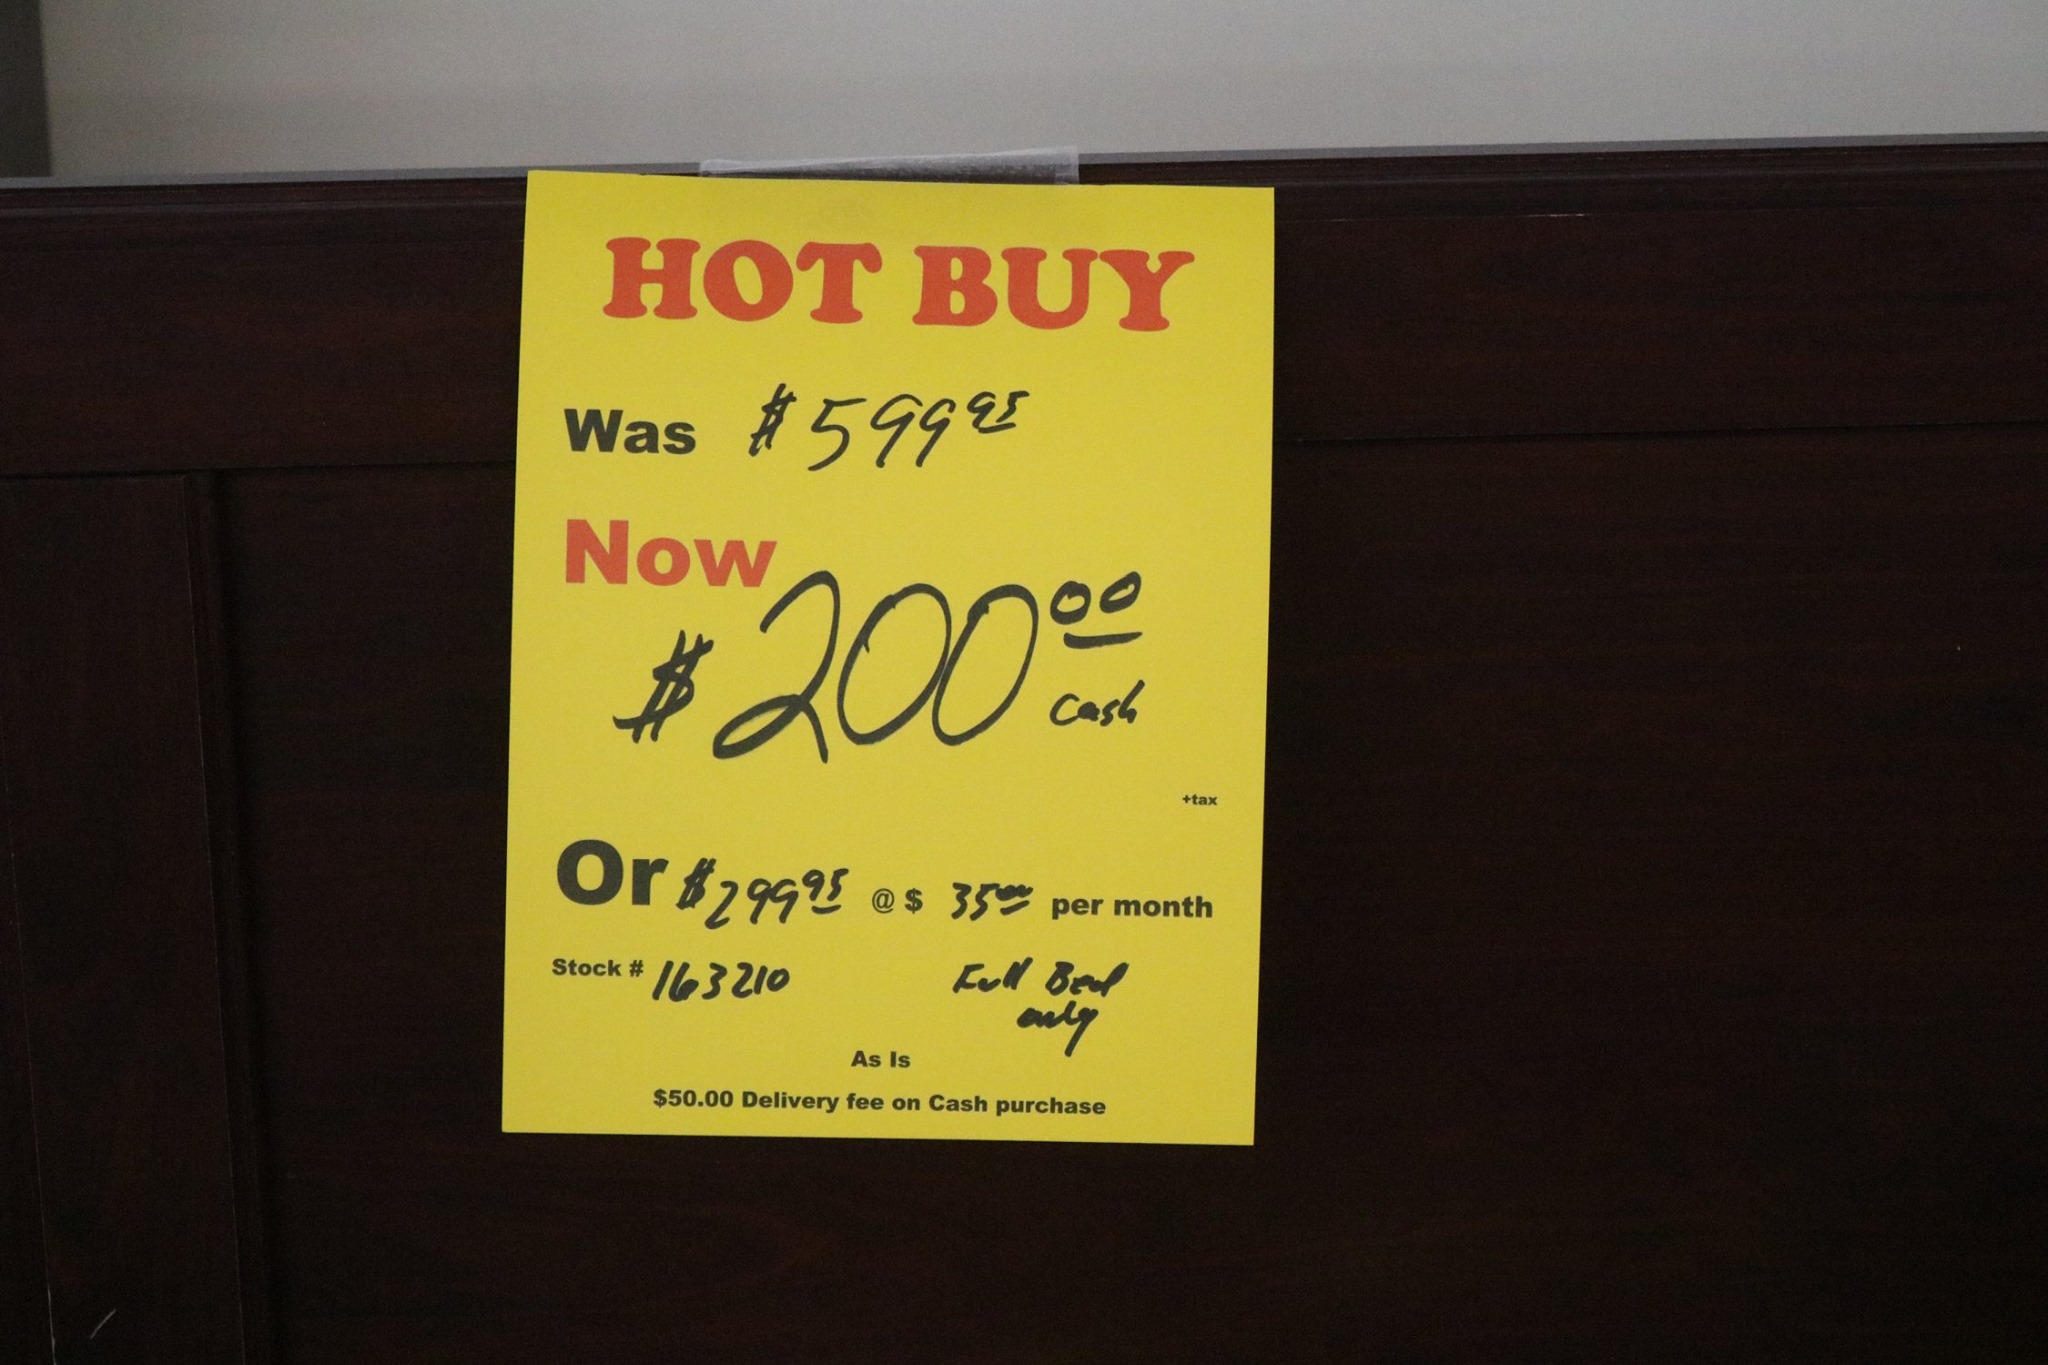 HOT BUY
Was $599.95
Now
$200.00
Cash
+tax
Or $299.95 @ $ 35.00 per month
Stock # 163210 Full Bed
only
As Is
$50.00 Delivery fee on Cash purchase